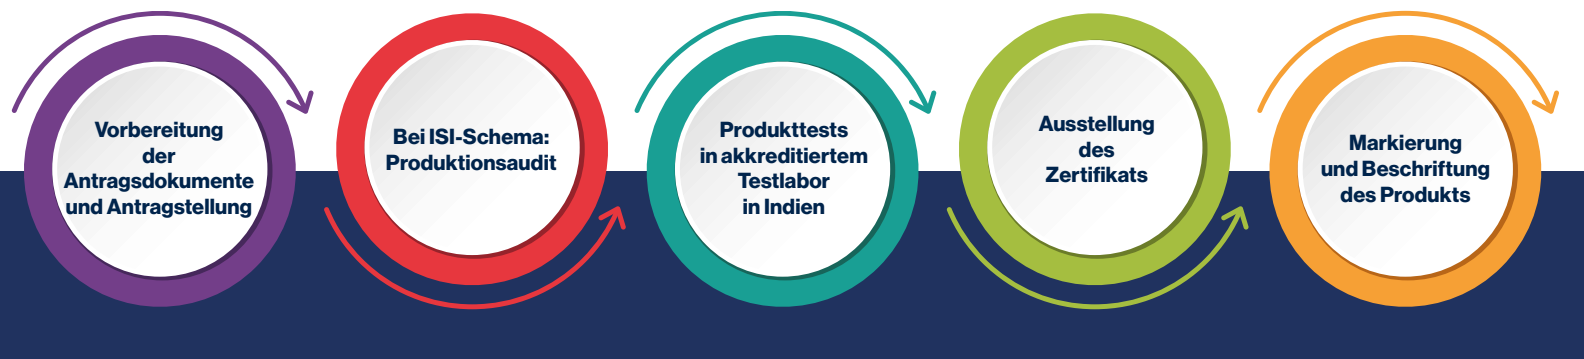 Vorbereitung
der
Antragsdokumente
und Antragstellung
Bei ISI-Schema:
Produktionsaudit
Produkttests
in akkreditiertem
Testlabor
in Indien
Ausstellung
des
Zertifikats
Markierung
und Beschriftung
des Produkts